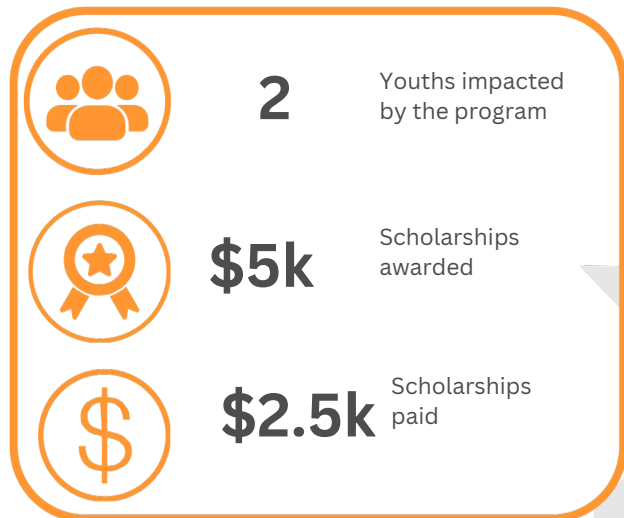 2
Youths impacted
by the program
$5k
Scholarships
awarded
$2.5k
Scholarships
paid